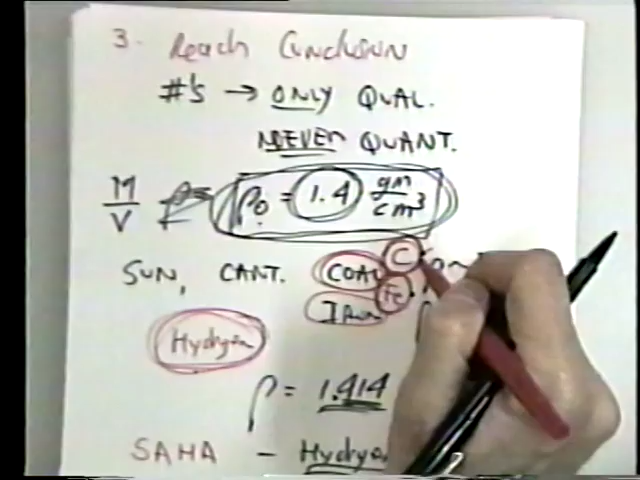 3. Reach Conclusion
#'s → ONLY QUAL.
NEVER QUANT.
M/V ρ₀ = 1.4 gm/cm³
SUN, CANT. COAL C
IRON Fe
Hydrogen
ρ = 1.414
SAHA – Hydrogen